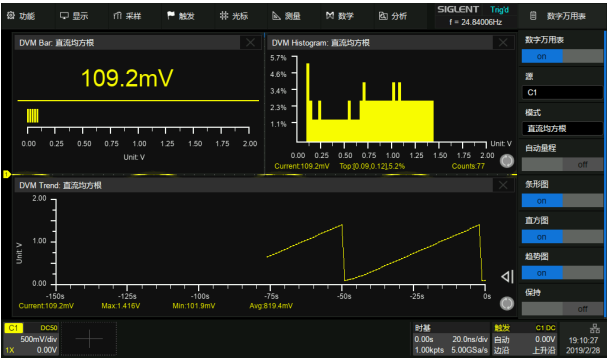 功能 显示 采样 触发 光标 测量 数学 分析 SIGLENT Trig'd 数字万用表
f = 24.84006Hz
DVM Bar: 直流均方根
109.2mV
0.00 0.25 0.50 0.75 1.00 1.25 1.50 1.75 2.00
Unit: V
DVM Histogram: 直流均方根
5.7%
4.6%
3.4%
2.3%
1.1%
Unit: V
0.00 0.25 0.50 0.75 1.00 1.25 1.50 1.75 2.00
Current:109.2mV Top:[0.09,0.12]5.2% Counts:77
DVM Trend: 直流均方根
Unit: V
2.00
1.00
0.00
-150s -125s -100s -75s -50s -25s 0s
Current:109.2mV Max:1.416V Min:101.9mV Avg:819.4mV
数字万用表
on
源
C1
模式
直流均方根
自动量程
off
条形图
on
直方图
on
趋势图
on
保持
off
C1 DC50
500mV/div
1X 0.00V
时基
0.00s 20.0ns/div
1.00kpts 5.00GSa/s
触发 C1 DC
自动 0.00V
边沿 上升沿
19:10:27
2019/2/28